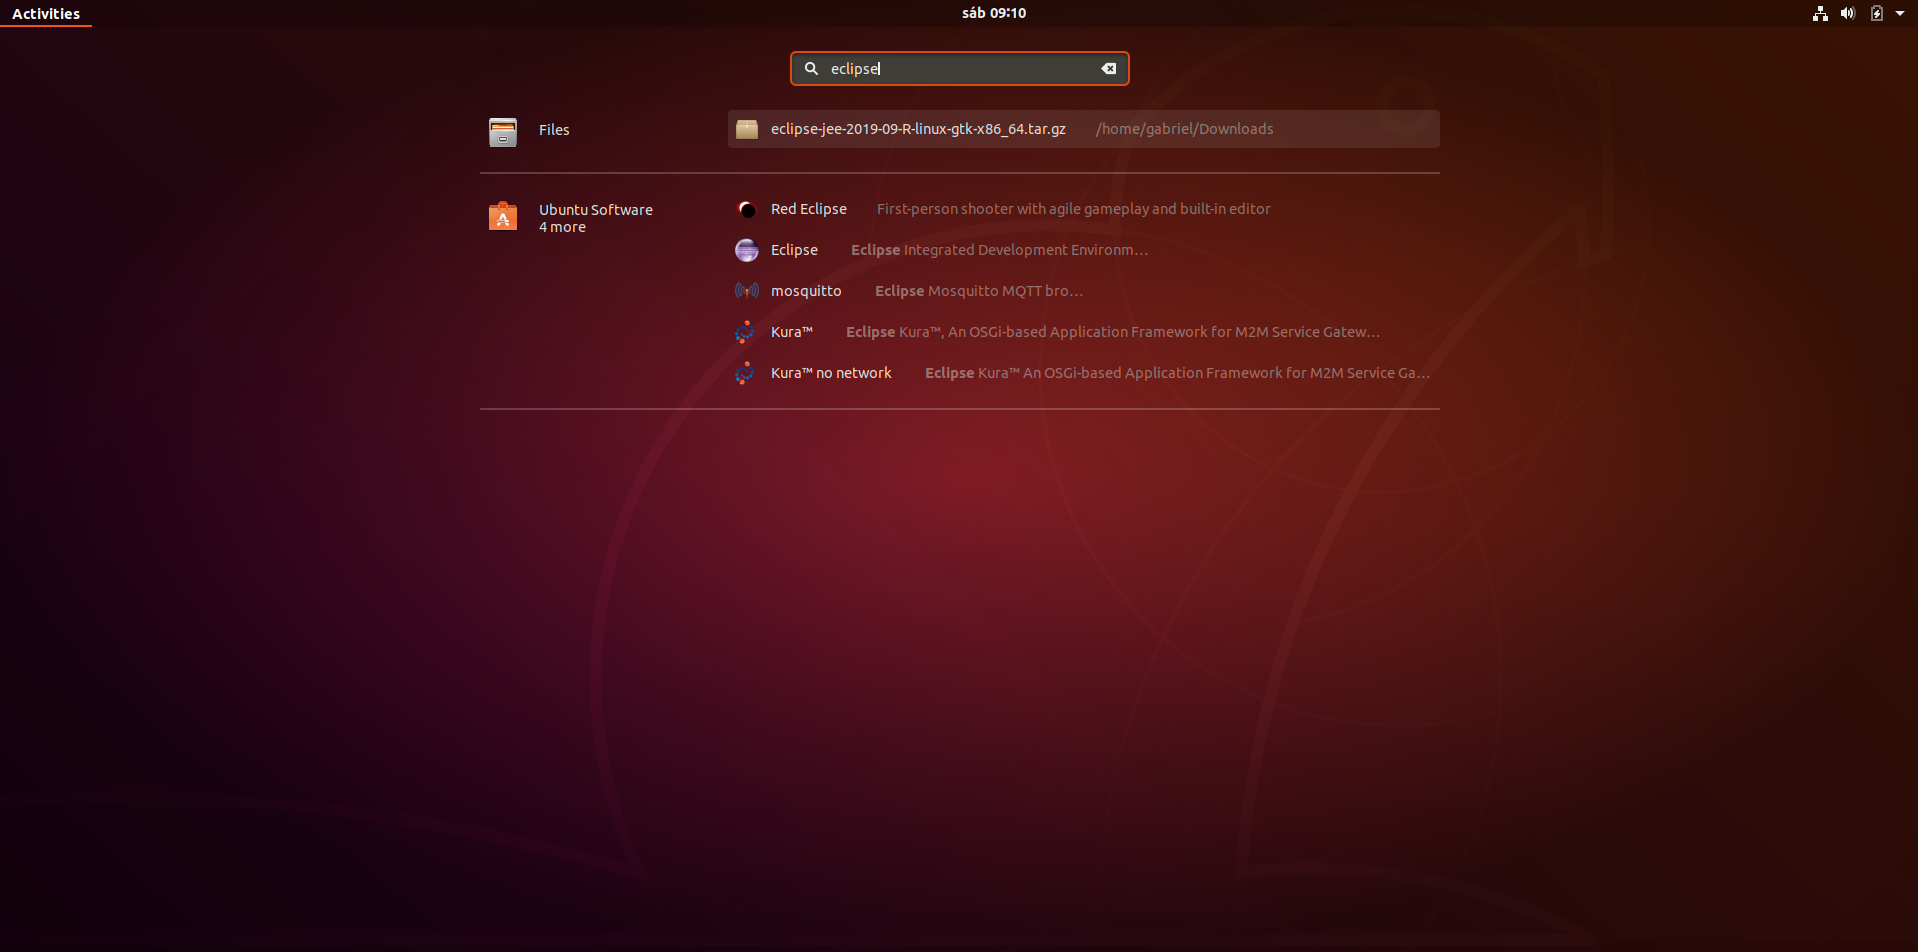 Activities
sáb 09:10
eclipse
Files
eclipse-jee-2019-09-R-linux-gtk-x86_64.tar.gz /home/gabriel/Downloads
Ubuntu Software
4 more
Red Eclipse First-person shooter with agile gameplay and built-in editor
Eclipse Eclipse Integrated Development Environm…
mosquitto Eclipse Mosquitto MQTT bro…
Kura™ Eclipse Kura™, An OSGi-based Application Framework for M2M Service Gatew…
Kura™ no network Eclipse Kura™ An OSGi-based Application Framework for M2M Service Ga…